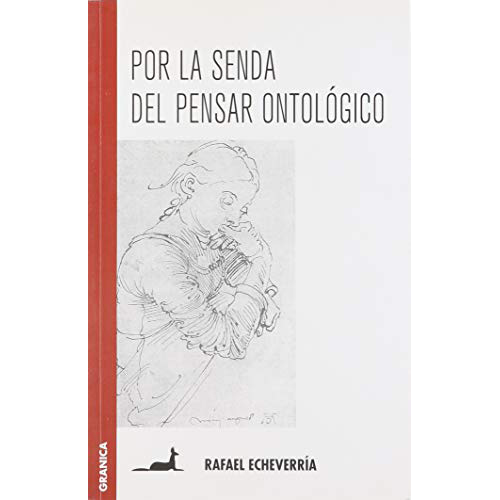 POR LA SENDA
DEL PENSAR ONTOLÓGICO
RAFAEL ECHEVERRÍA
GRANICA